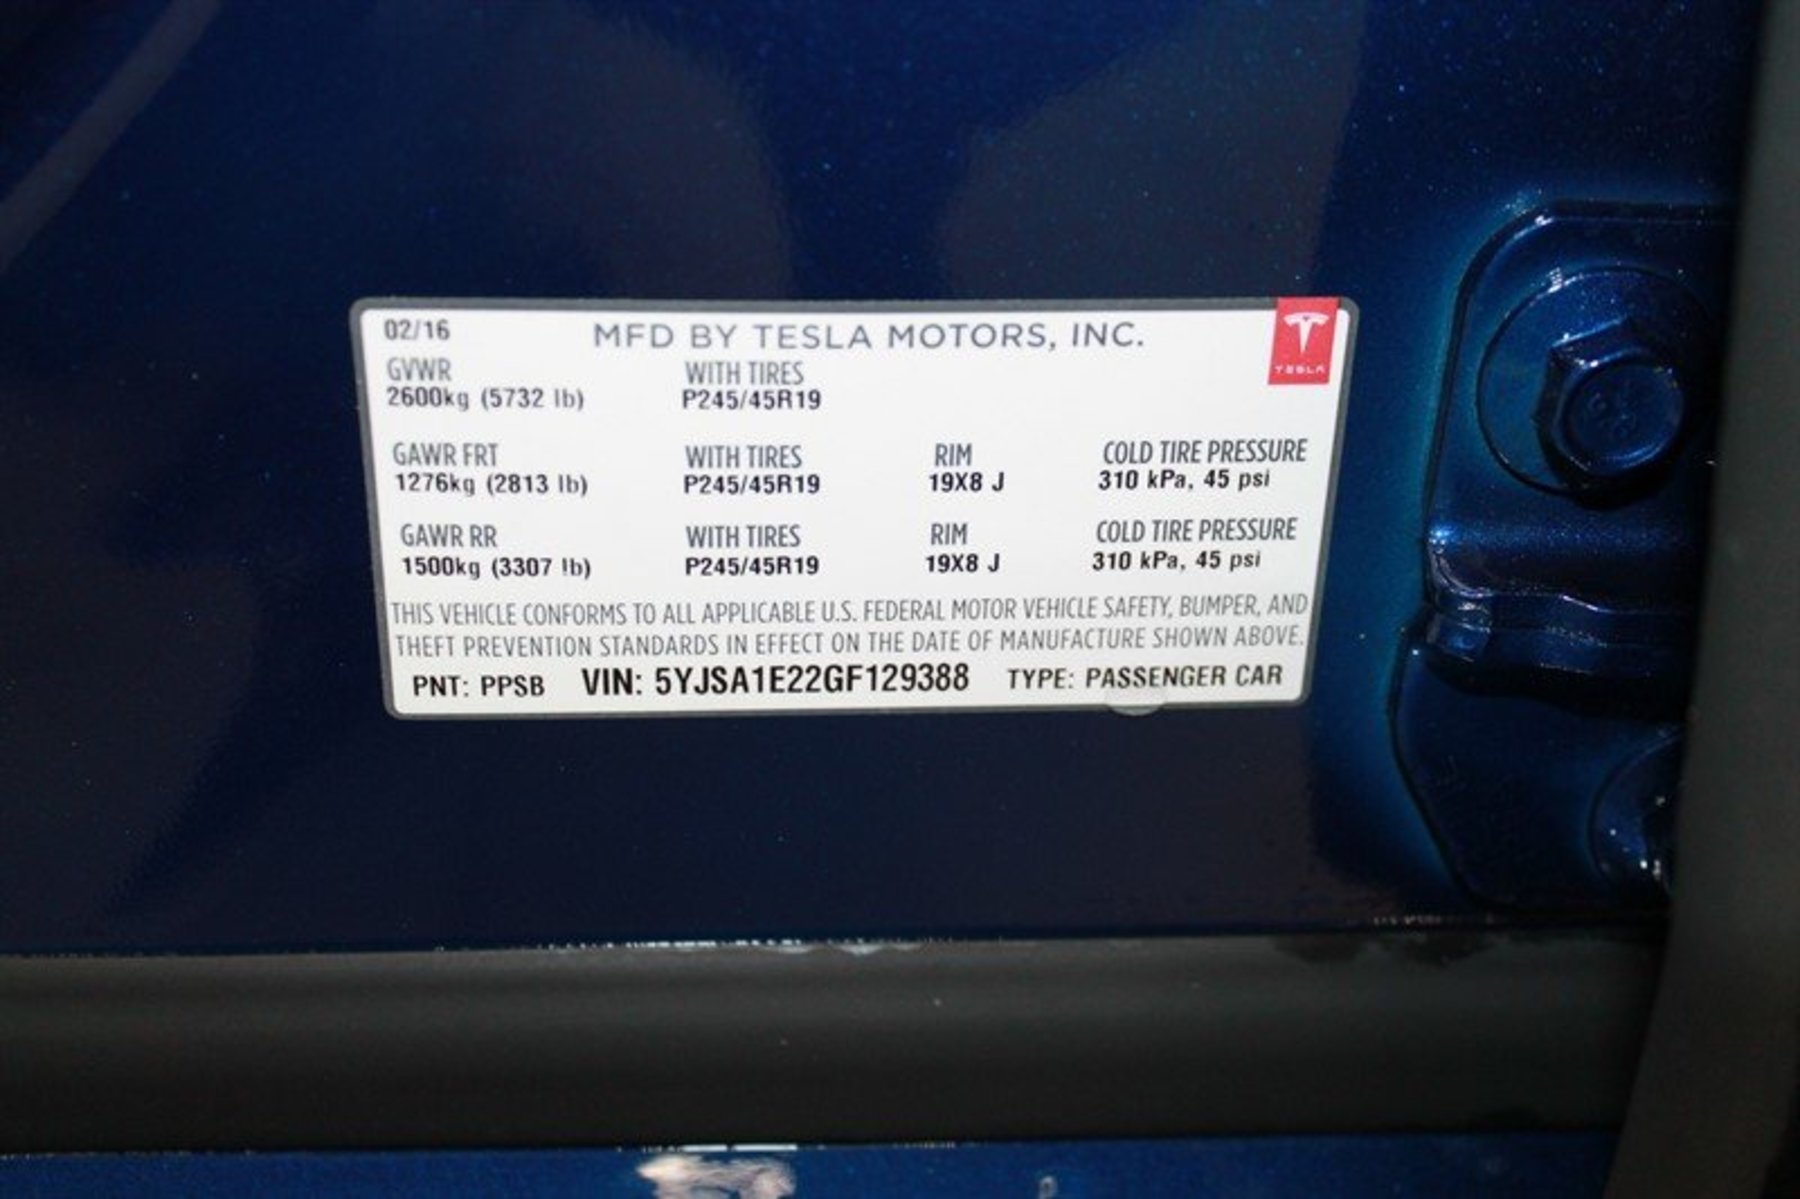 02/16 MFD BY TESLA MOTORS, INC.
TESLA
GVWR WITH TIRES
2600kg (5732 lb) P245/45R19
GAWR FRT WITH TIRES RIM COLD TIRE PRESSURE
1276kg (2813 lb) P245/45R19 19X8 J 310 kPa, 45 psi
GAWR RR WITH TIRES RIM COLD TIRE PRESSURE
1500kg (3307 lb) P245/45R19 19X8 J 310 kPa, 45 psi
THIS VEHICLE CONFORMS TO ALL APPLICABLE U.S. FEDERAL MOTOR VEHICLE SAFETY, BUMPER, AND
THEFT PREVENTION STANDARDS IN EFFECT ON THE DATE OF MANUFACTURE SHOWN ABOVE.
PNT: PPSB VIN: 5YJSA1E22GF129388 TYPE: PASSENGER CAR